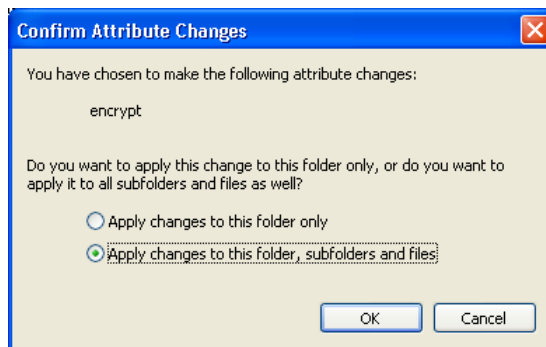 Confirm Attribute Changes
You have chosen to make the following attribute changes:
encrypt
Do you want to apply this change to this folder only, or do you want to
apply it to all subfolders and files as well?
Apply changes to this folder only
Apply changes to this folder, subfolders and files
OK Cancel